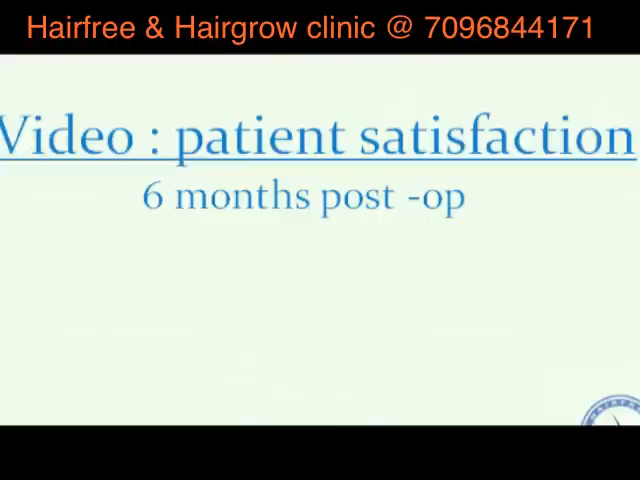 Hairfree & Hairgrow clinic @ 7096844171
Video : patient satisfaction
6 months post -op